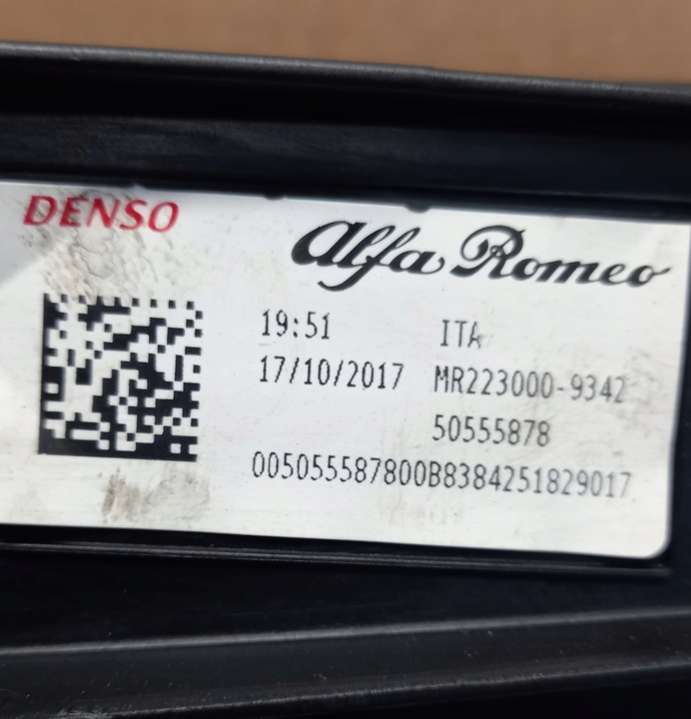 DENSO
Alfa Romeo
19:51 ITA
17/10/2017 MR223000-9342
50555878
005055587800B8384251829017